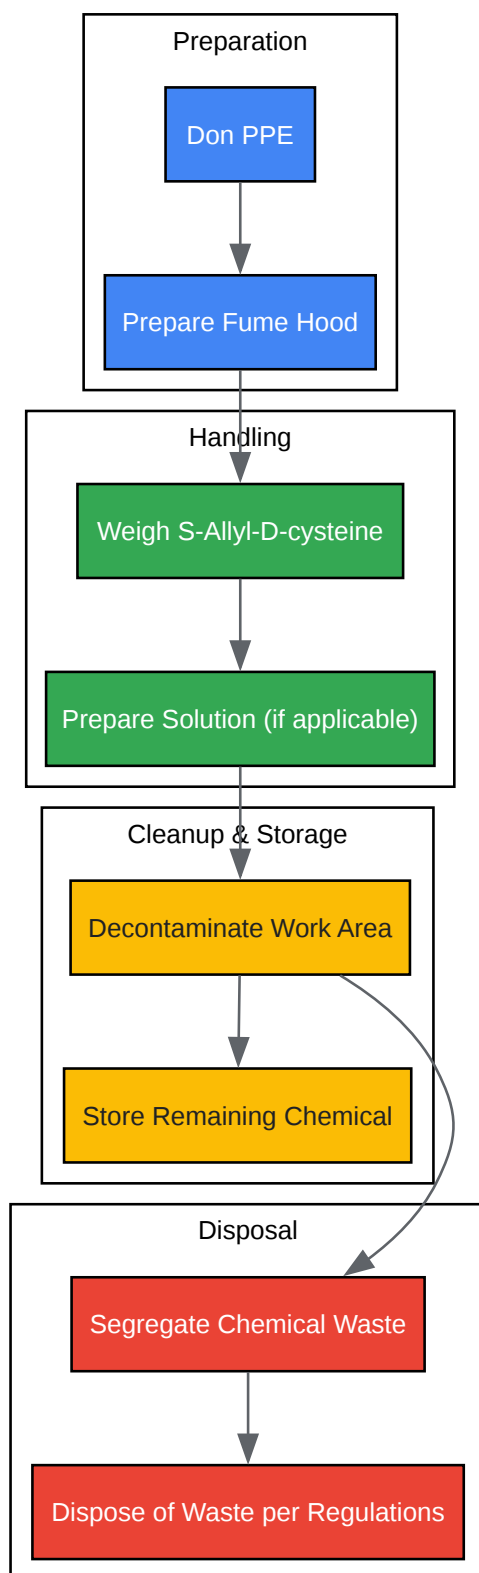 Preparation
Don PPE
Prepare Fume Hood
Handling
Weigh S-Allyl-D-cysteine
Prepare Solution (if applicable)
Cleanup & Storage
Decontaminate Work Area
Store Remaining Chemical
Disposal
Segregate Chemical Waste
Dispose of Waste per Regulations